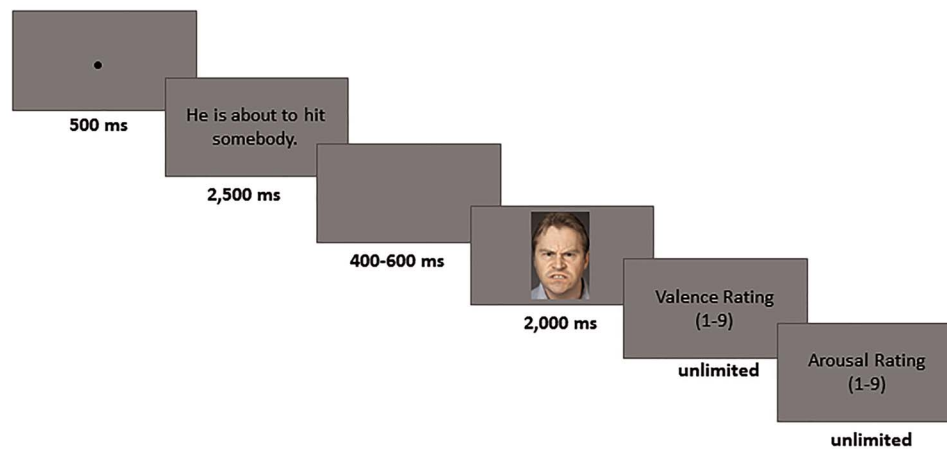 500 ms
He is about to hit
somebody.
2,500 ms
400-600 ms
2,000 ms
Valence Rating
(1-9)
unlimited
Arousal Rating
(1-9)
unlimited